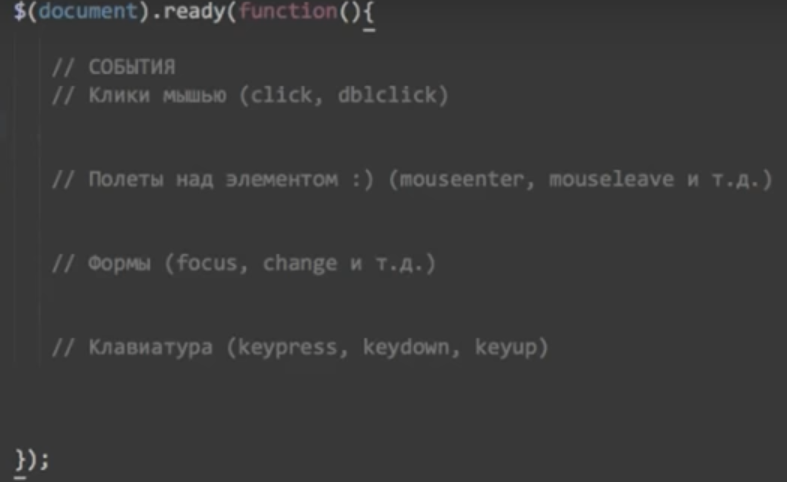 $(document).ready(function(){
// СОБЫТИЯ
// Клики мышью (click, dblclick)
// Полеты над элементом :) (mouseenter, mouseleave и т.д.)
// Формы (focus, change и т.д.)
// Клавиатура (keypress, keydown, keyup)
});